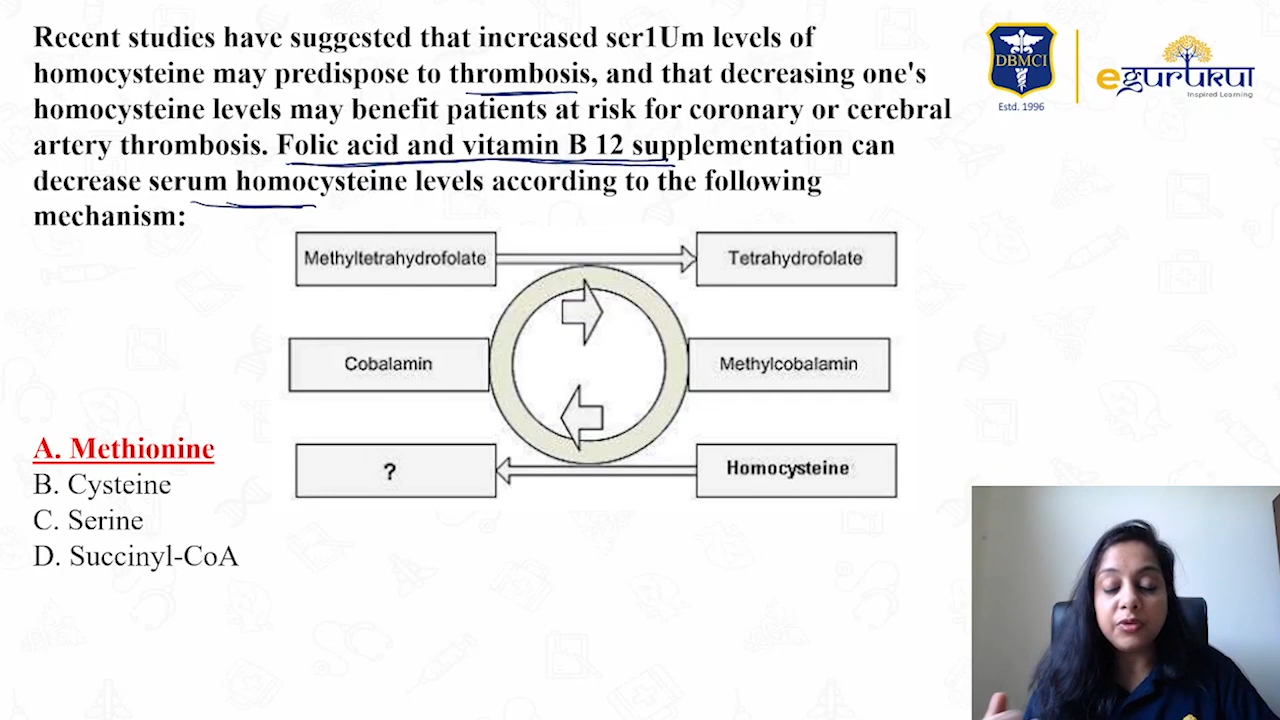 Recent studies have suggested that increased ser1Um levels of
homocysteine may predispose to thrombosis, and that decreasing one's
homocysteine levels may benefit patients at risk for coronary or cerebral
artery thrombosis. Folic acid and vitamin B 12 supplementation can
decrease serum homocysteine levels according to the following
mechanism:
DBMCI
Estd. 1996
egurukul
Inspired Learning
Methyltetrahydrofolate
Tetrahydrofolate
Cobalamin
Methylcobalamin
?
Homocysteine
A. Methionine
B. Cysteine
C. Serine
D. Succinyl-CoA